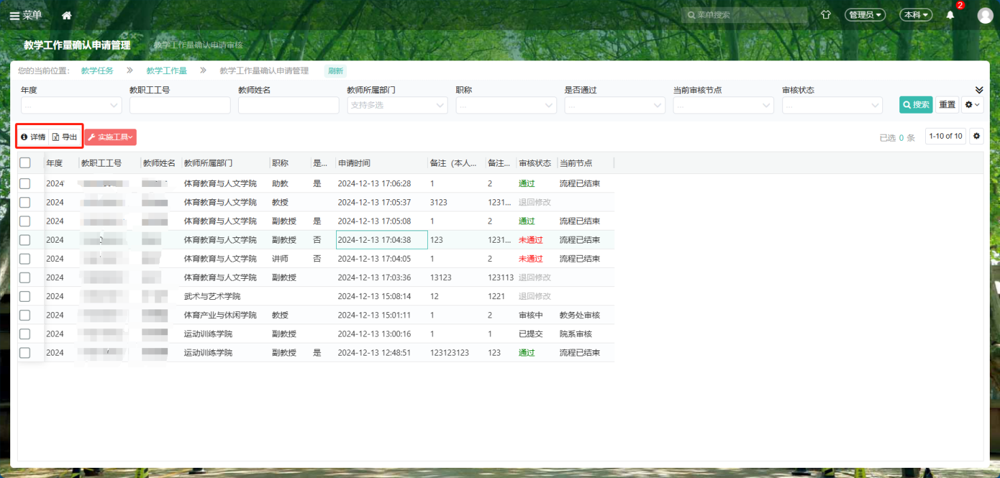 菜单
菜单搜索 管理员 本科 2
教学工作量确认申请管理 教学工作量确认申请审核
您的当前位置： 教学任务 » 教学工作量 » 教学工作量确认申请管理 刷新
年度 教职工工号 教师姓名 教师所属部门 职称 是否通过 当前审核节点 审核状态
... 支持多选 ... ... ... ... 搜索 重置
详情 导出 实施工具 已选 0 条 1-10 of 10
年度 教职工工号 教师姓名 教师所属部门 职称 是... 申请时间 备注（本人... 备注... 审核状态 当前节点
2024 体育教育与人文学院 助教 是 2024-12-13 17:06:28 1 2 通过 流程已结束
2024 体育教育与人文学院 教授 2024-12-13 17:05:37 3123 1231... 退回修改
2024 体育教育与人文学院 副教授 是 2024-12-13 17:05:08 1 2 通过 流程已结束
2024 体育教育与人文学院 副教授 否 2024-12-13 17:04:38 123 1231... 未通过 流程已结束
2024 体育教育与人文学院 讲师 否 2024-12-13 17:04:05 1 2 未通过 流程已结束
2024 体育教育与人文学院 副教授 2024-12-13 17:03:36 13123 123113 退回修改
2024 武术与艺术学院 2024-12-13 15:08:14 12 1221 退回修改
2024 体育产业与休闲学院 教授 2024-12-13 15:01:11 1 2 审核中 教务处审核
2024 运动训练学院 副教授 2024-12-13 13:00:16 1 1 已提交 院系审核
2024 运动训练学院 副教授 是 2024-12-13 12:48:51 123123123 123 通过 流程已结束